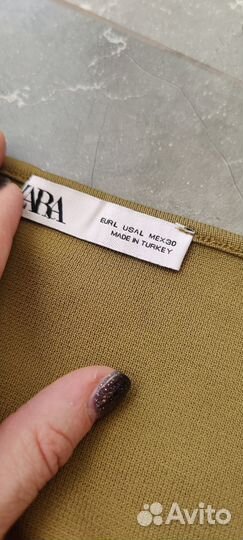 ZARA
EUR L USA L MEX 30
MADE IN TURKEY
Avito